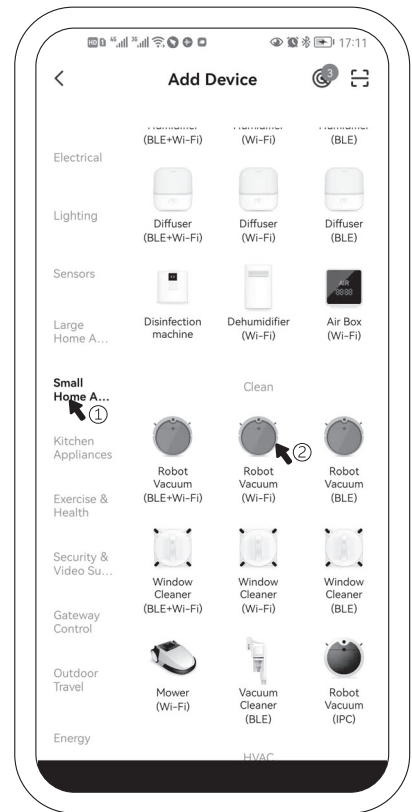 17:11
Add Device
3
Electrical
Lighting
Sensors
Large
Home A...
Small
Home A...
①
Kitchen
Appliances
Exercise &
Health
Security &
Video Su...
Gateway
Control
Outdoor
Travel
Energy
(BLE+Wi-Fi)
(Wi-Fi)
(BLE)
Diffuser
(BLE+Wi-Fi)
Diffuser
(Wi-Fi)
Diffuser
(BLE)
AIR
Disinfection
machine
Dehumidifier
(Wi-Fi)
Air Box
(Wi-Fi)
Clean
②
Robot
Vacuum
(BLE+Wi-Fi)
Robot
Vacuum
(Wi-Fi)
Robot
Vacuum
(BLE)
Window
Cleaner
(BLE+Wi-Fi)
Window
Cleaner
(Wi-Fi)
Window
Cleaner
(BLE)
Mower
(Wi-Fi)
Vacuum
Cleaner
(BLE)
Robot
Vacuum
(IPC)
HVAC